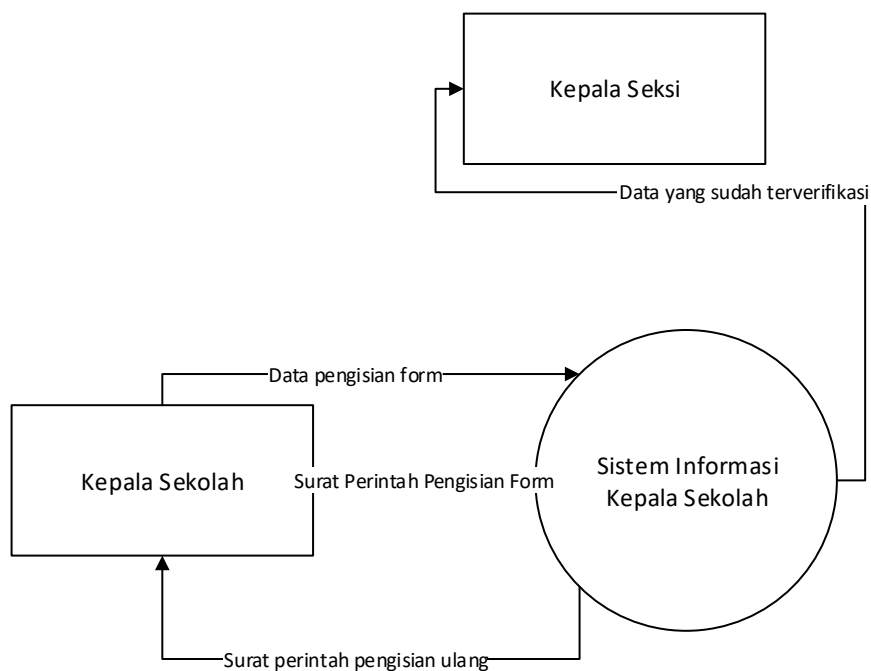 Kepala Seksi
Data yang sudah terverifikasi
Data pengisian form
Kepala Sekolah
Surat Perintah Pengisian Form
Sistem Informasi
Kepala Sekolah
Surat perintah pengisian ulang